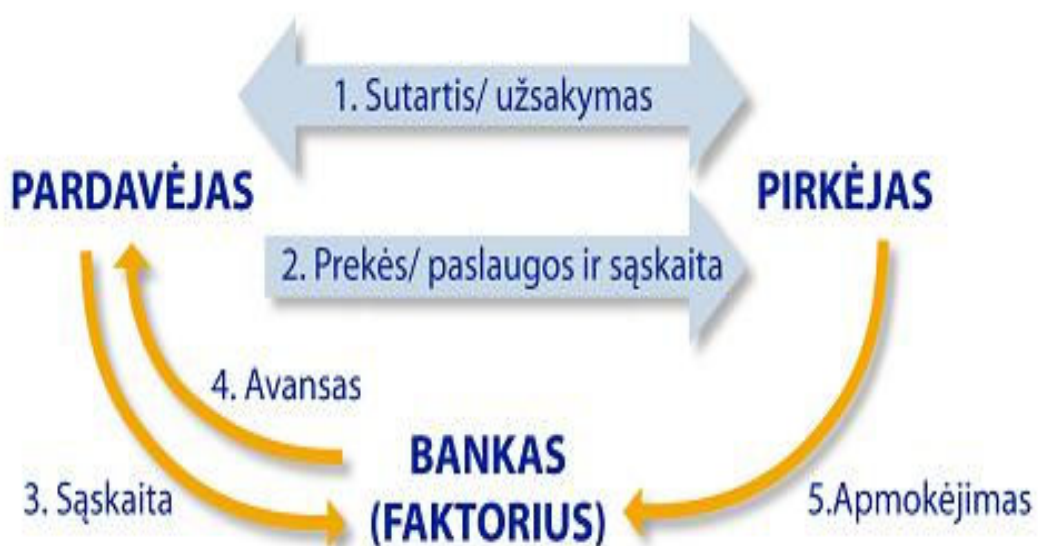 1. Sutartis/ užsakymas
PARDAVĖJAS
PIRKĖJAS
2. Prekės/ paslaugos ir sąskaita
4. Avansas
BANKAS
(FAKTORIUS)
3. Sąskaita
5.Apmokėjimas